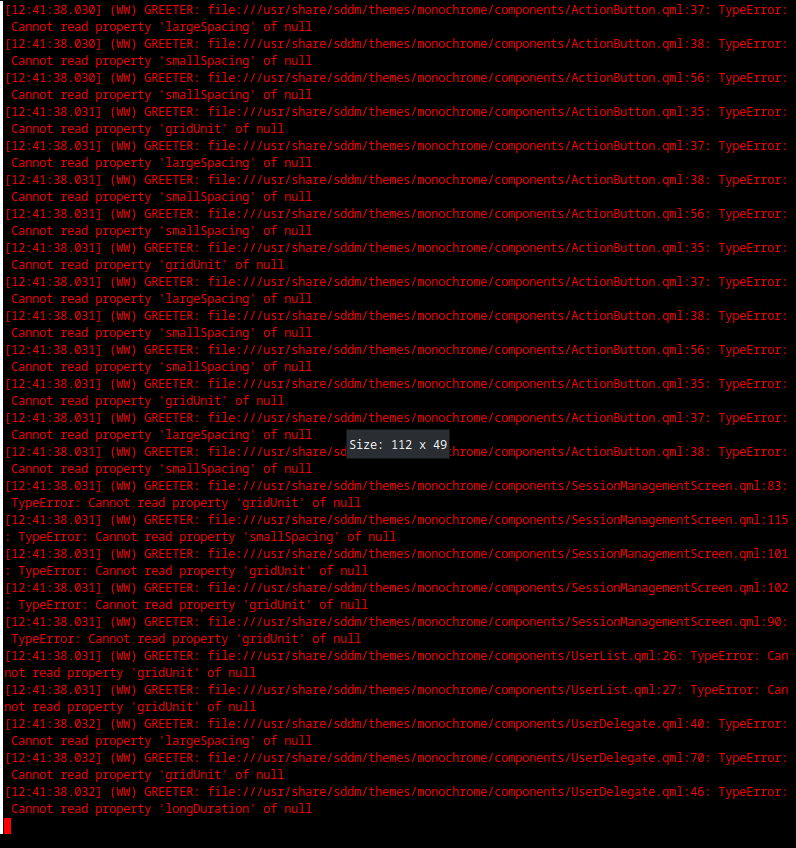 [12:41:38.030] (WW) GREETER: file:///usr/share/sddm/themes/monochrome/components/ActionButton.qml:37: TypeError:
 Cannot read property 'largeSpacing' of null
[12:41:38.030] (WW) GREETER: file:///usr/share/sddm/themes/monochrome/components/ActionButton.qml:38: TypeError:
 Cannot read property 'smallSpacing' of null
[12:41:38.030] (WW) GREETER: file:///usr/share/sddm/themes/monochrome/components/ActionButton.qml:56: TypeError:
 Cannot read property 'smallSpacing' of null
[12:41:38.031] (WW) GREETER: file:///usr/share/sddm/themes/monochrome/components/ActionButton.qml:35: TypeError:
 Cannot read property 'gridUnit' of null
[12:41:38.031] (WW) GREETER: file:///usr/share/sddm/themes/monochrome/components/ActionButton.qml:37: TypeError:
 Cannot read property 'largeSpacing' of null
[12:41:38.031] (WW) GREETER: file:///usr/share/sddm/themes/monochrome/components/ActionButton.qml:38: TypeError:
 Cannot read property 'smallSpacing' of null
[12:41:38.031] (WW) GREETER: file:///usr/share/sddm/themes/monochrome/components/ActionButton.qml:56: TypeError:
 Cannot read property 'smallSpacing' of null
[12:41:38.031] (WW) GREETER: file:///usr/share/sddm/themes/monochrome/components/ActionButton.qml:35: TypeError:
 Cannot read property 'gridUnit' of null
[12:41:38.031] (WW) GREETER: file:///usr/share/sddm/themes/monochrome/components/ActionButton.qml:37: TypeError:
 Cannot read property 'largeSpacing' of null
[12:41:38.031] (WW) GREETER: file:///usr/share/sddm/themes/monochrome/components/ActionButton.qml:38: TypeError:
 Cannot read property 'smallSpacing' of null
[12:41:38.031] (WW) GREETER: file:///usr/share/sddm/themes/monochrome/components/ActionButton.qml:56: TypeError:
 Cannot read property 'smallSpacing' of null
[12:41:38.031] (WW) GREETER: file:///usr/share/sddm/themes/monochrome/components/ActionButton.qml:35: TypeError:
 Cannot read property 'gridUnit' of null
[12:41:38.031] (WW) GREETER: file:///usr/share/sddm/themes/monochrome/components/ActionButton.qml:37: TypeError:
 Cannot read property 'largeSpacing' of null
Size: 112 x 49
[12:41:38.031] (WW) GREETER: file:///usr/share/sd hrome/components/ActionButton.qml:38: TypeError:
 Cannot read property 'smallSpacing' of null
[12:41:38.031] (WW) GREETER: file:///usr/share/sddm/themes/monochrome/components/SessionManagementScreen.qml:83:
 TypeError: Cannot read property 'gridUnit' of null
[12:41:38.031] (WW) GREETER: file:///usr/share/sddm/themes/monochrome/components/SessionManagementScreen.qml:115
: TypeError: Cannot read property 'smallSpacing' of null
[12:41:38.031] (WW) GREETER: file:///usr/share/sddm/themes/monochrome/components/SessionManagementScreen.qml:101
: TypeError: Cannot read property 'gridUnit' of null
[12:41:38.031] (WW) GREETER: file:///usr/share/sddm/themes/monochrome/components/SessionManagementScreen.qml:102
: TypeError: Cannot read property 'gridUnit' of null
[12:41:38.031] (WW) GREETER: file:///usr/share/sddm/themes/monochrome/components/SessionManagementScreen.qml:90:
 TypeError: Cannot read property 'gridUnit' of null
[12:41:38.031] (WW) GREETER: file:///usr/share/sddm/themes/monochrome/components/UserList.qml:26: TypeError: Can
not read property 'gridUnit' of null
[12:41:38.031] (WW) GREETER: file:///usr/share/sddm/themes/monochrome/components/UserList.qml:27: TypeError: Can
not read property 'gridUnit' of null
[12:41:38.032] (WW) GREETER: file:///usr/share/sddm/themes/monochrome/components/UserDelegate.qml:40: TypeError:
 Cannot read property 'largeSpacing' of null
[12:41:38.032] (WW) GREETER: file:///usr/share/sddm/themes/monochrome/components/UserDelegate.qml:70: TypeError:
 Cannot read property 'gridUnit' of null
[12:41:38.032] (WW) GREETER: file:///usr/share/sddm/themes/monochrome/components/UserDelegate.qml:46: TypeError:
 Cannot read property 'longDuration' of null